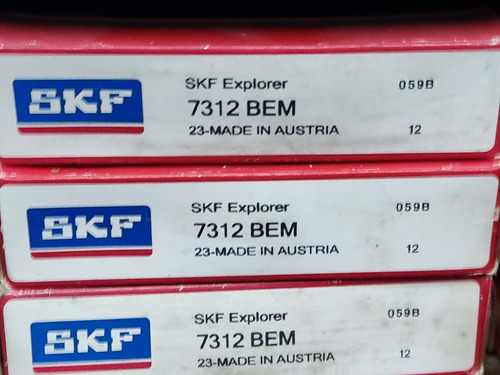 SKF
SKF Explorer 059B
7312 BEM
23-MADE IN AUSTRIA 12
SKF
SKF Explorer 059B
7312 BEM
23-MADE IN AUSTRIA 12
SKF
SKF Explorer 059B
7312 BEM
23-MADE IN AUSTRIA 12